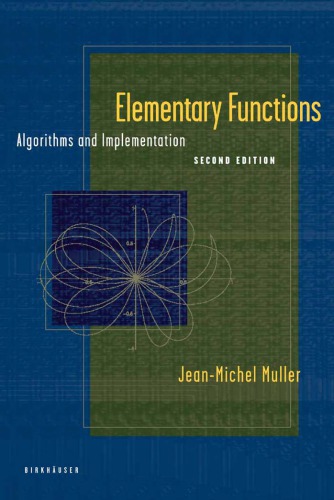 Elementary Functions
Algorithms and Implementation
SECOND EDITION
Jean-Michel Muller
BIRKHÄUSER